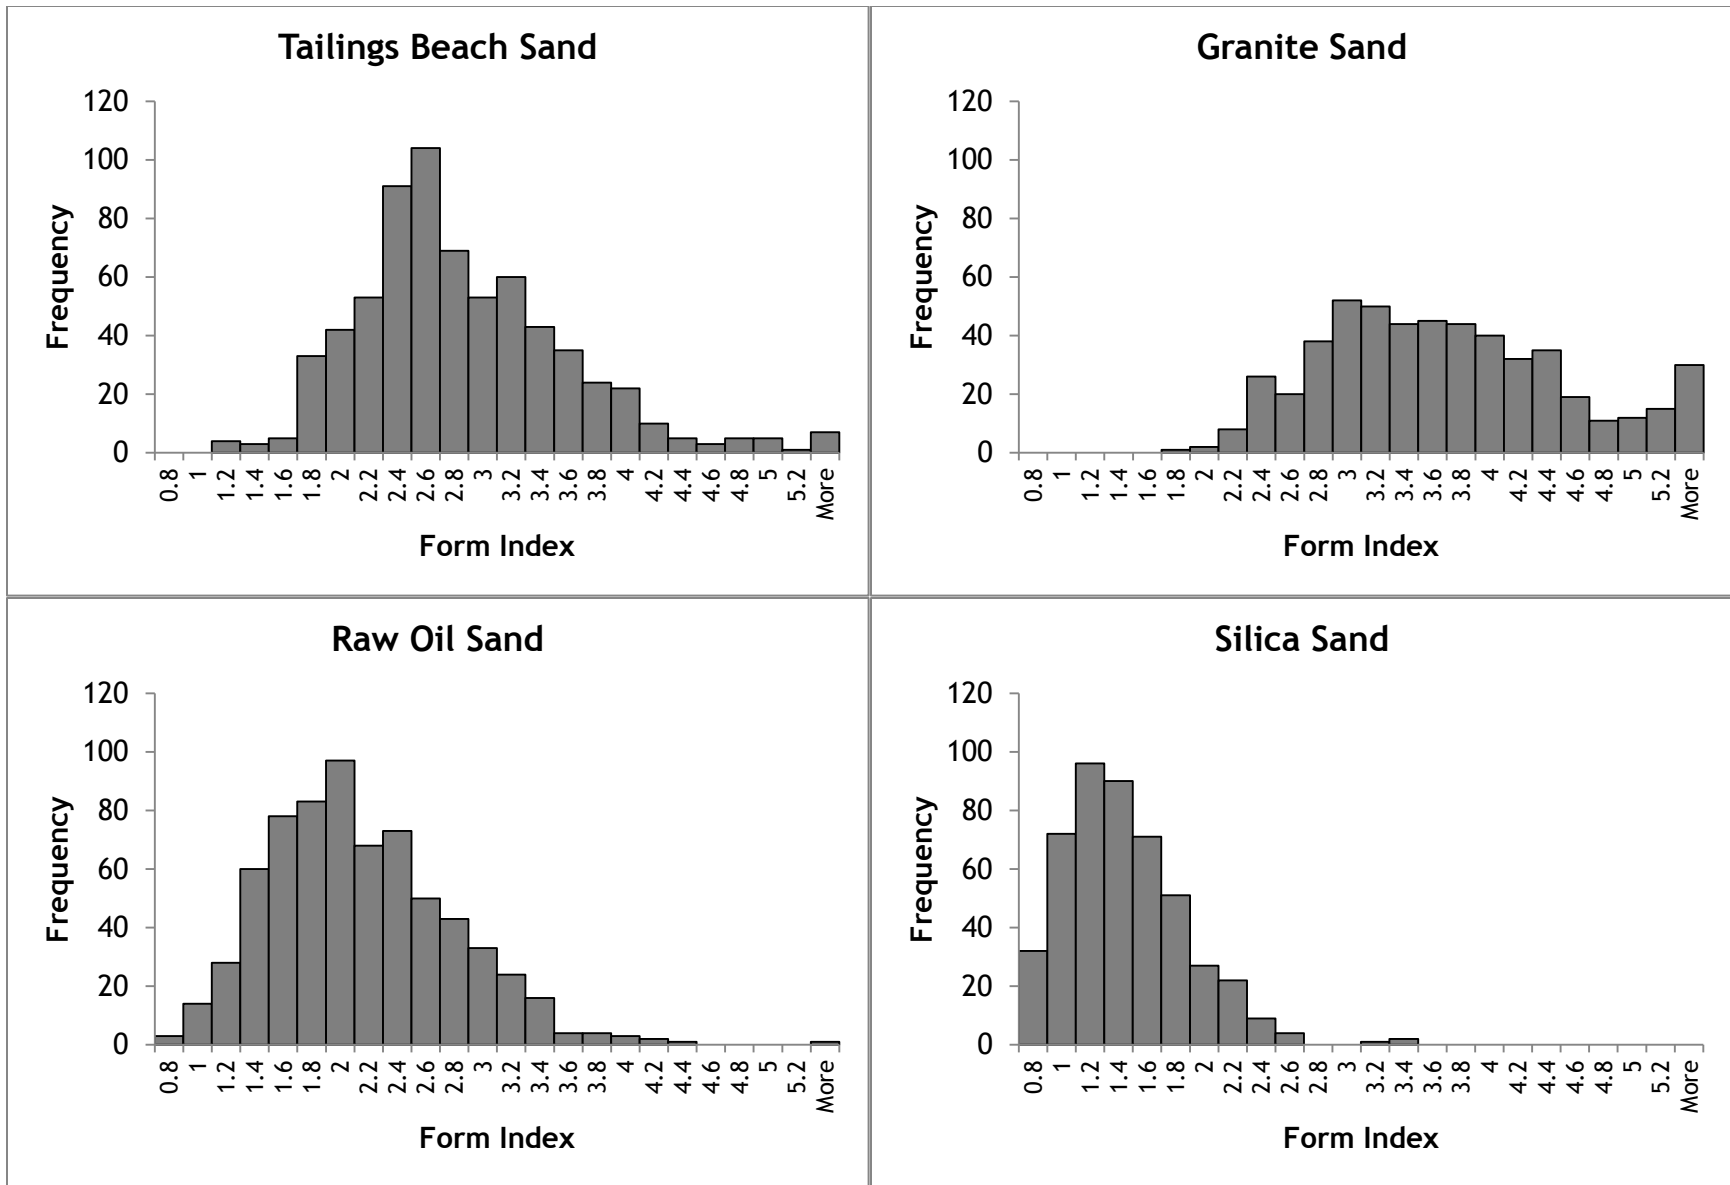 Tailings Beach Sand
120
100
80
60
40
20
0
Frequency
0.8 1 1.2 1.4 1.6 1.8 2 2.2 2.4 2.6 2.8 3 3.2 3.4 3.6 3.8 4 4.2 4.4 4.6 4.8 5 5.2 More
Form Index
Granite Sand
120
100
80
60
40
20
0
Frequency
0.8 1 1.2 1.4 1.6 1.8 2 2.2 2.4 2.6 2.8 3 3.2 3.4 3.6 3.8 4 4.2 4.4 4.6 4.8 5 5.2 More
Form Index
Raw Oil Sand
120
100
80
60
40
20
0
Frequency
0.8 1 1.2 1.4 1.6 1.8 2 2.2 2.4 2.6 2.8 3 3.2 3.4 3.6 3.8 4 4.2 4.4 4.6 4.8 5 5.2 More
Form Index
Silica Sand
120
100
80
60
40
20
0
Frequency
0.8 1 1.2 1.4 1.6 1.8 2 2.2 2.4 2.6 2.8 3 3.2 3.4 3.6 3.8 4 4.2 4.4 4.6 4.8 5 5.2 More
Form Index